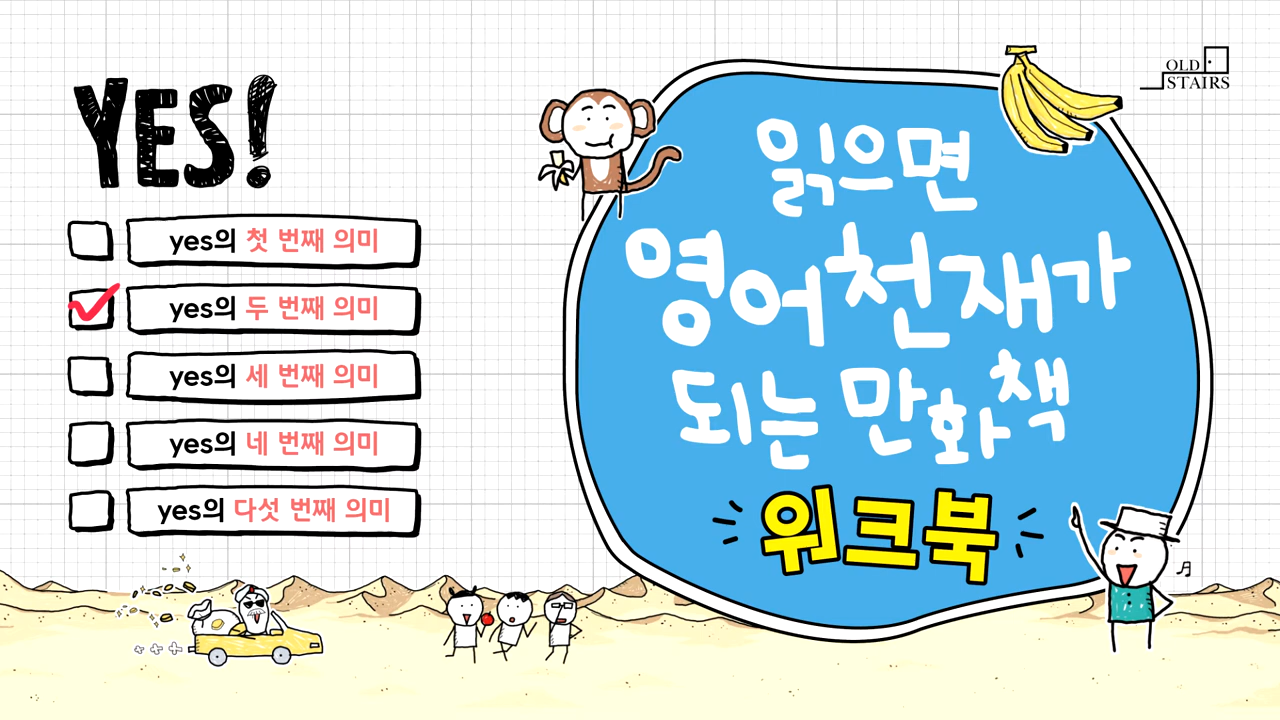 YES!
yes의 첫 번째 의미
yes의 두 번째 의미
yes의 세 번째 의미
yes의 네 번째 의미
yes의 다섯 번째 의미
OLD
STAIRS
읽으면
영어천재가
되는 만화책
워크북